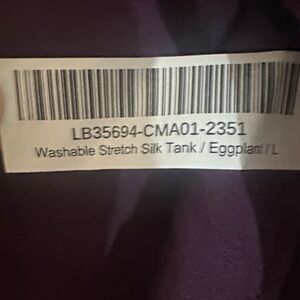 LB35694-CMA01-2351
Washable Stretch Silk Tank / Eggplant / L